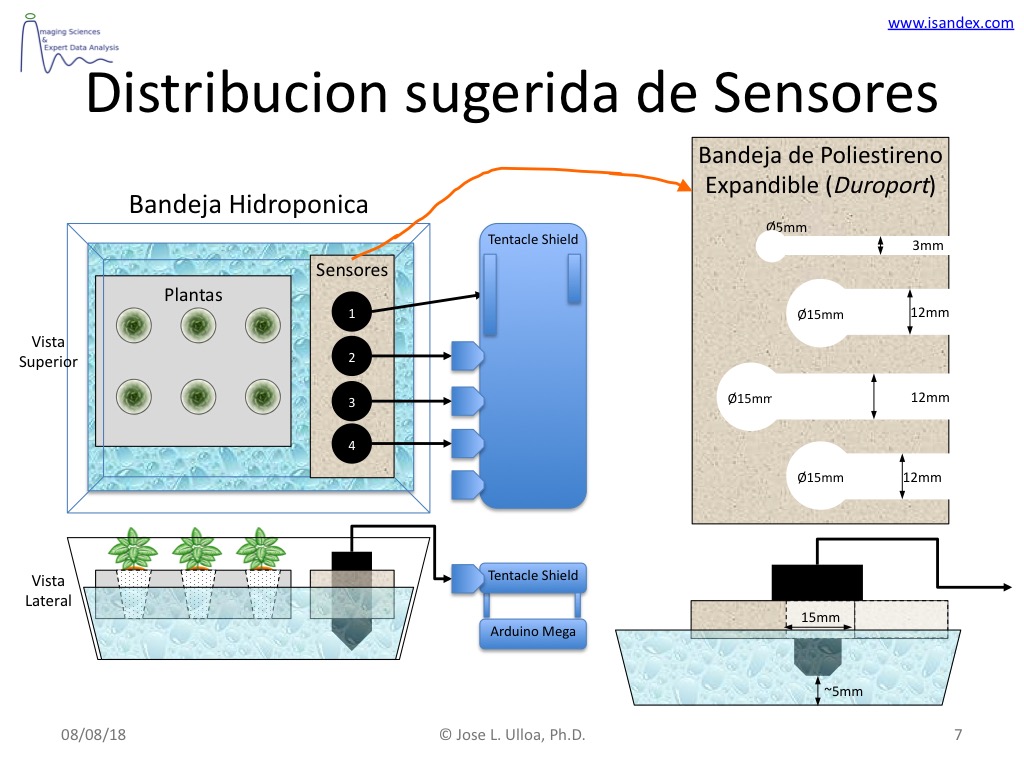 Imaging Sciences
&
Expert Data Analysis
www.isandex.com
Distribucion sugerida de Sensores
Bandeja Hidroponica
Vista
Superior
Plantas
Sensores
1
2
3
4
Tentacle Shield
Bandeja de Poliestireno
Expandible (Duroport)
Ø5mm
3mm
Ø15mm
12mm
Ø15mm
12mm
Ø15mm
12mm
Vista
Lateral
Tentacle Shield
Arduino Mega
15mm
~5mm
08/08/18
© Jose L. Ulloa, Ph.D.
7